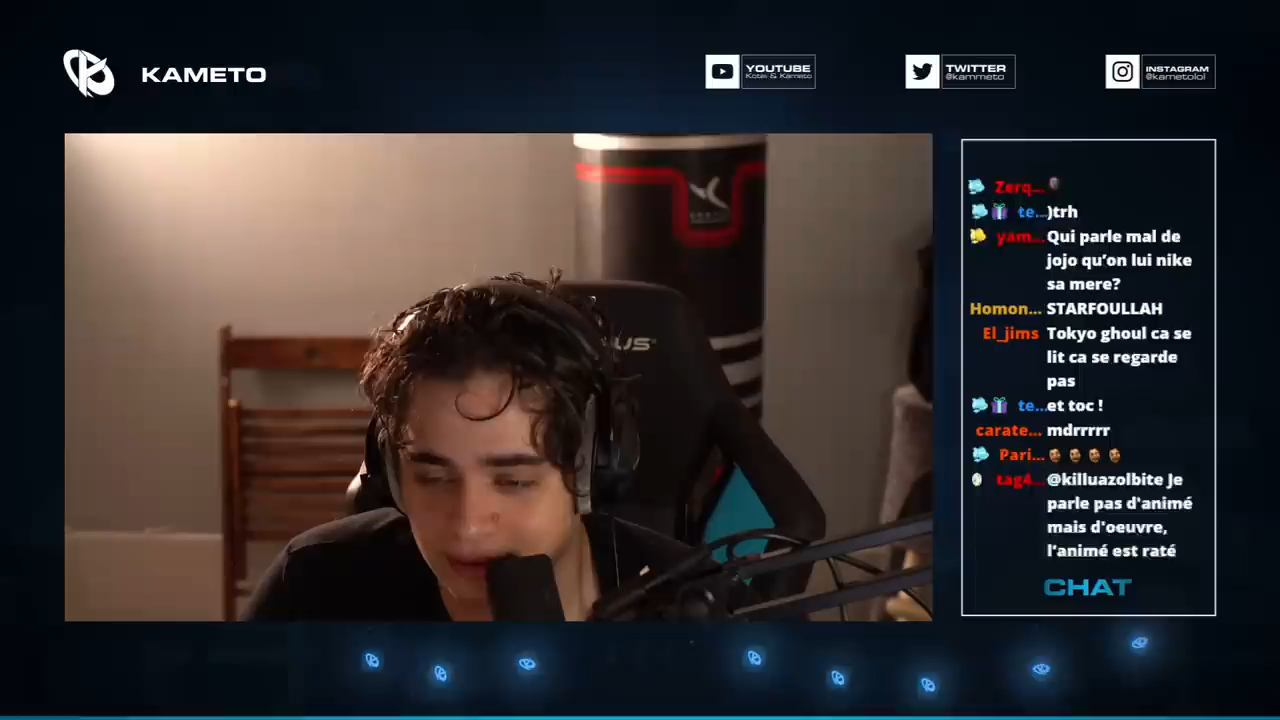 KAMETO
YOUTUBE
Kotei & Kameto
TWITTER
@kammeto
INSTAGRAM
@kametolol
Zerq...
te... )trh
yam... Qui parle mal de
jojo qu'on lui nike
sa mere?
Homon... STARFOULLAH
El_jims Tokyo ghoul ca se
lit ca se regarde
pas
te... et toc !
carate... mdrrrrr
Pari...
tag4... @killuazolbite Je
parle pas d'animé
mais d'oeuvre,
l'animé est raté
CHAT